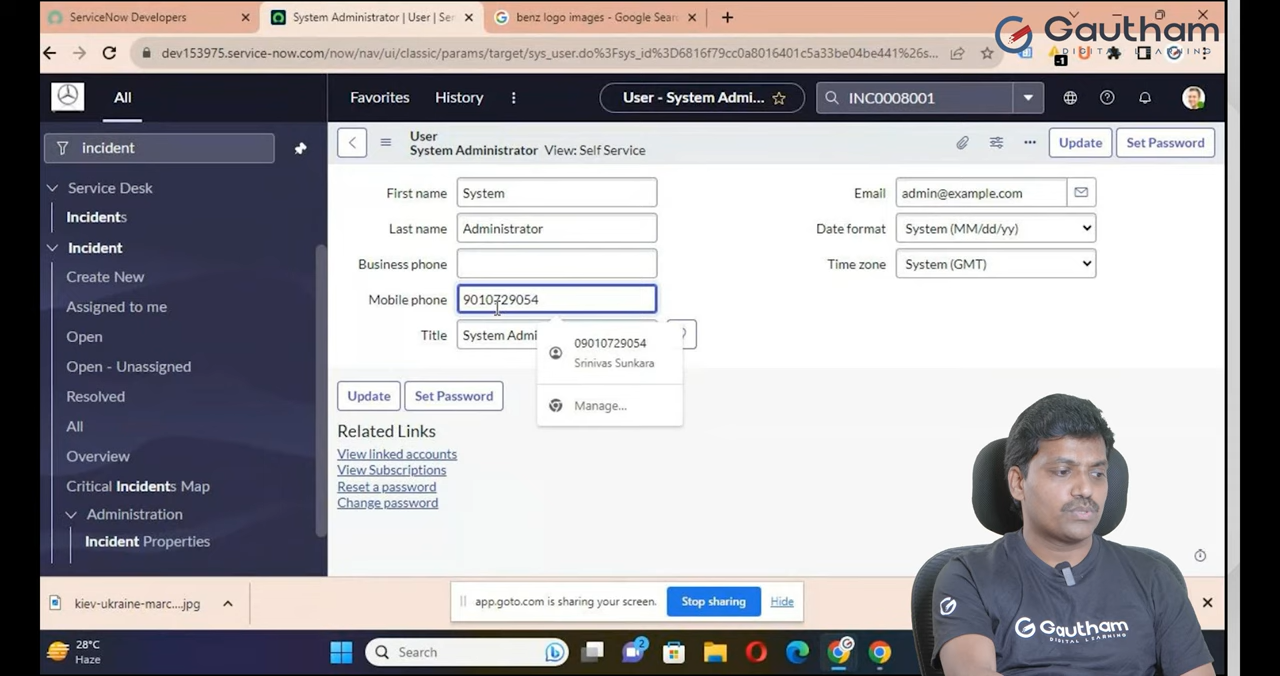 ServiceNow Developers
System Administrator | User | Ser
benz logo images - Google Sear
Gautham
DIGITAL LEARNING
dev153975.service-now.com/now/nav/ui/classic/params/target/sys_user.do%3Fsys_id%3D6816f79cc0a8016401c5a33be04be441%26s...
-1
All
Favorites
History
User - System Admi...
INC0008001
incident
User
System Administrator View: Self Service
Update
Set Password
Service Desk
Incidents
Incident
Create New
Assigned to me
Open
Open - Unassigned
Resolved
All
Overview
Critical Incidents Map
Administration
Incident Properties
First name
System
Last name
Administrator
Business phone
Mobile phone
9010729054
Title
System Admi
Email
admin@example.com
Date format
System (MM/dd/yy)
Time zone
System (GMT)
09010729054
Srinivas Sunkara
Manage...
Update
Set Password
Related Links
View linked accounts
View Subscriptions
Reset a password
Change password
kiev-ukraine-marc....jpg
app.goto.com is sharing your screen.
Stop sharing
Hide
28°C
Haze
Search
2
Gautham
DIGITAL LEARNING